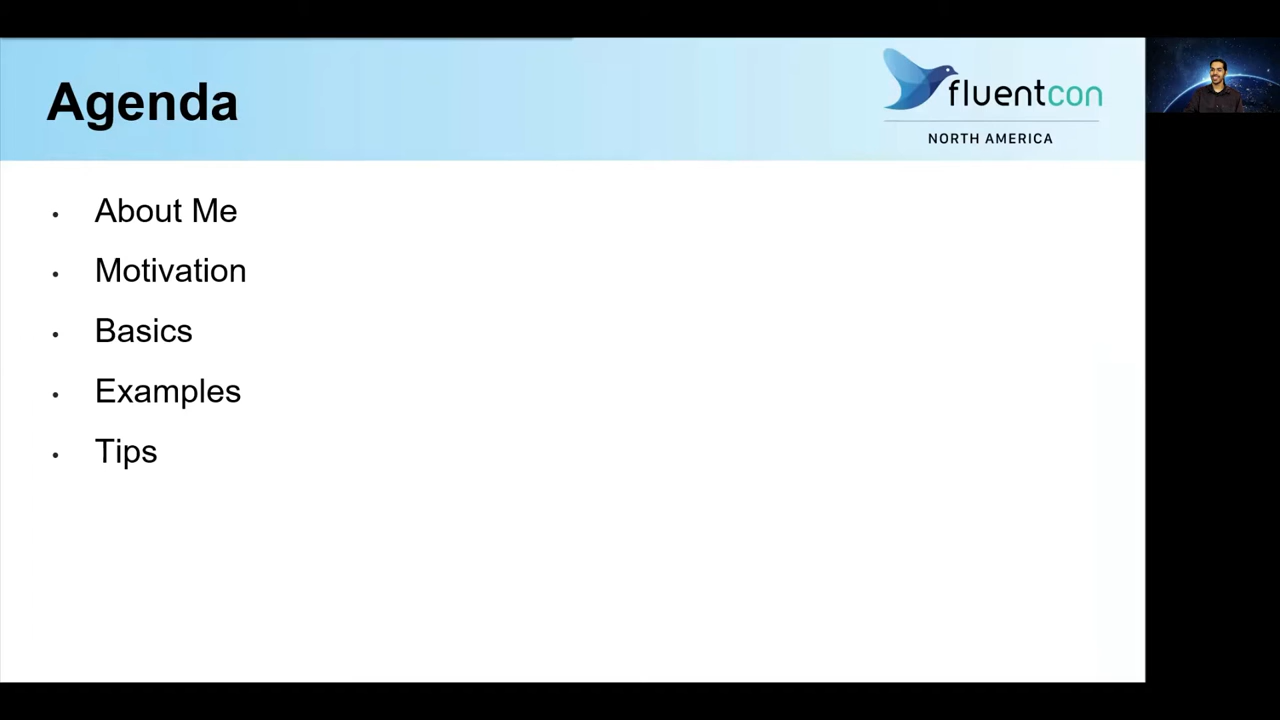 Agenda
fluentcon
NORTH AMERICA
• About Me
• Motivation
• Basics
• Examples
• Tips